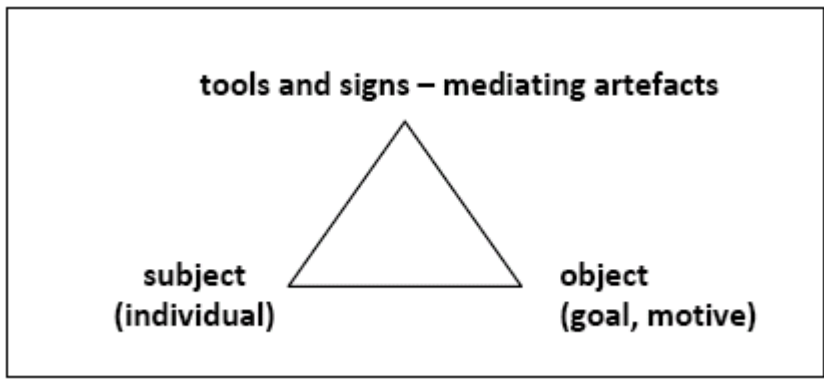 tools and signs – mediating artefacts
subject
(individual)
object
(goal, motive)